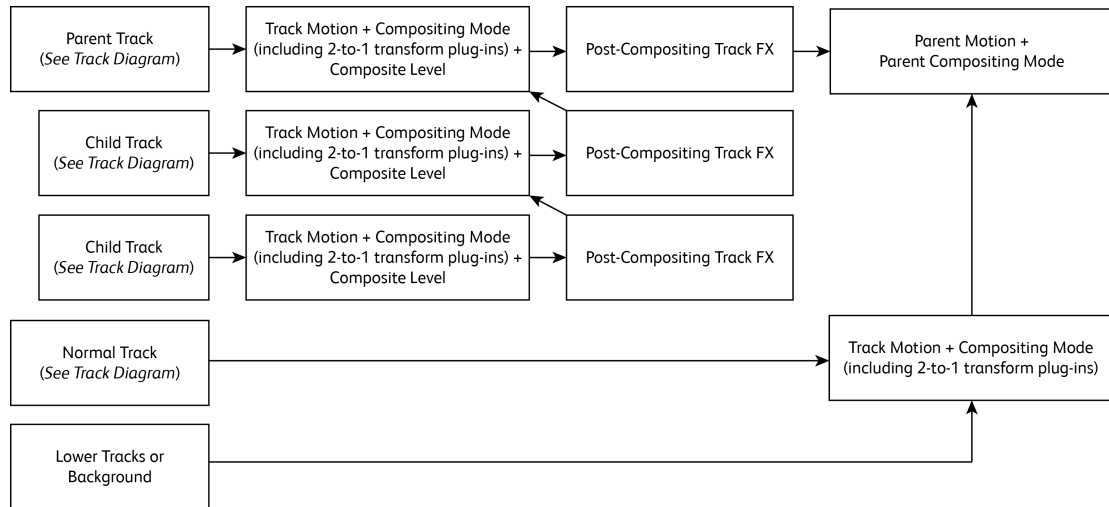 Parent Track
(See Track Diagram)
Track Motion + Compositing Mode
(including 2-to-1 transform plug-ins) +
Composite Level
Post-Compositing Track FX
Parent Motion +
Parent Compositing Mode
Child Track
(See Track Diagram)
Track Motion + Compositing Mode
(including 2-to-1 transform plug-ins) +
Composite Level
Post-Compositing Track FX
Child Track
(See Track Diagram)
Track Motion + Compositing Mode
(including 2-to-1 transform plug-ins) +
Composite Level
Post-Compositing Track FX
Normal Track
(See Track Diagram)
Track Motion + Compositing Mode
(including 2-to-1 transform plug-ins)
Lower Tracks or
Background